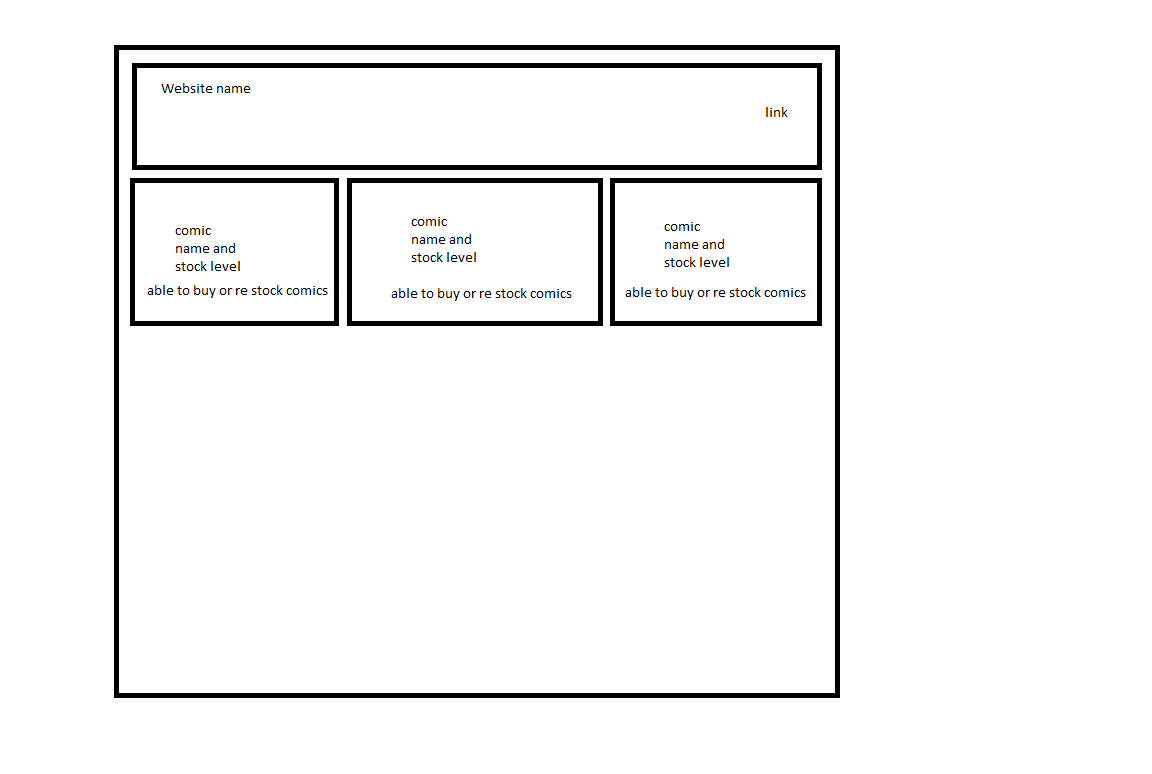 Website name
link
comic
name and
stock level
able to buy or re stock comics
comic
name and
stock level
able to buy or re stock comics
comic
name and
stock level
able to buy or re stock comics